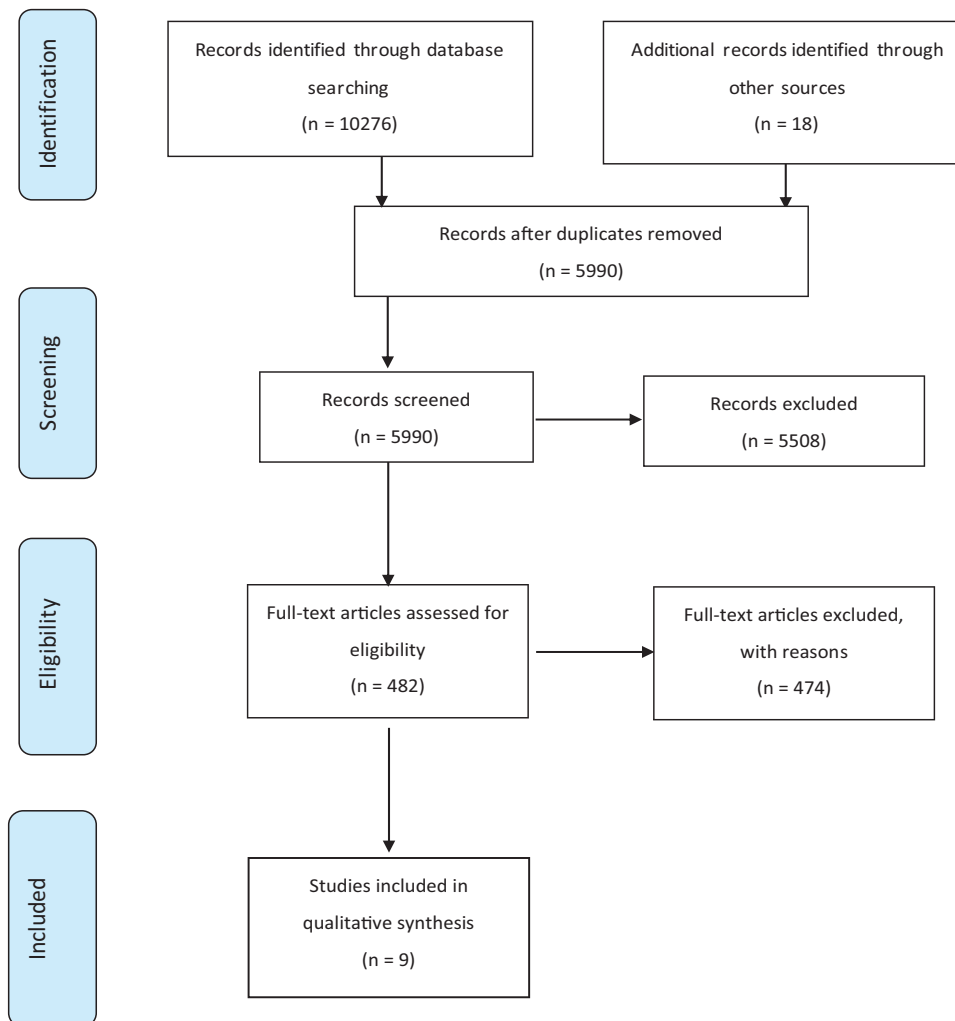 Identification
Records identified through database
searching
(n = 10276)
Additional records identified through
other sources
(n = 18)
Records after duplicates removed
(n = 5990)
Screening
Records screened
(n = 5990)
Records excluded
(n = 5508)
Eligibility
Full-text articles assessed for
eligibility
(n = 482)
Full-text articles excluded,
with reasons
(n = 474)
Included
Studies included in
qualitative synthesis
(n = 9)